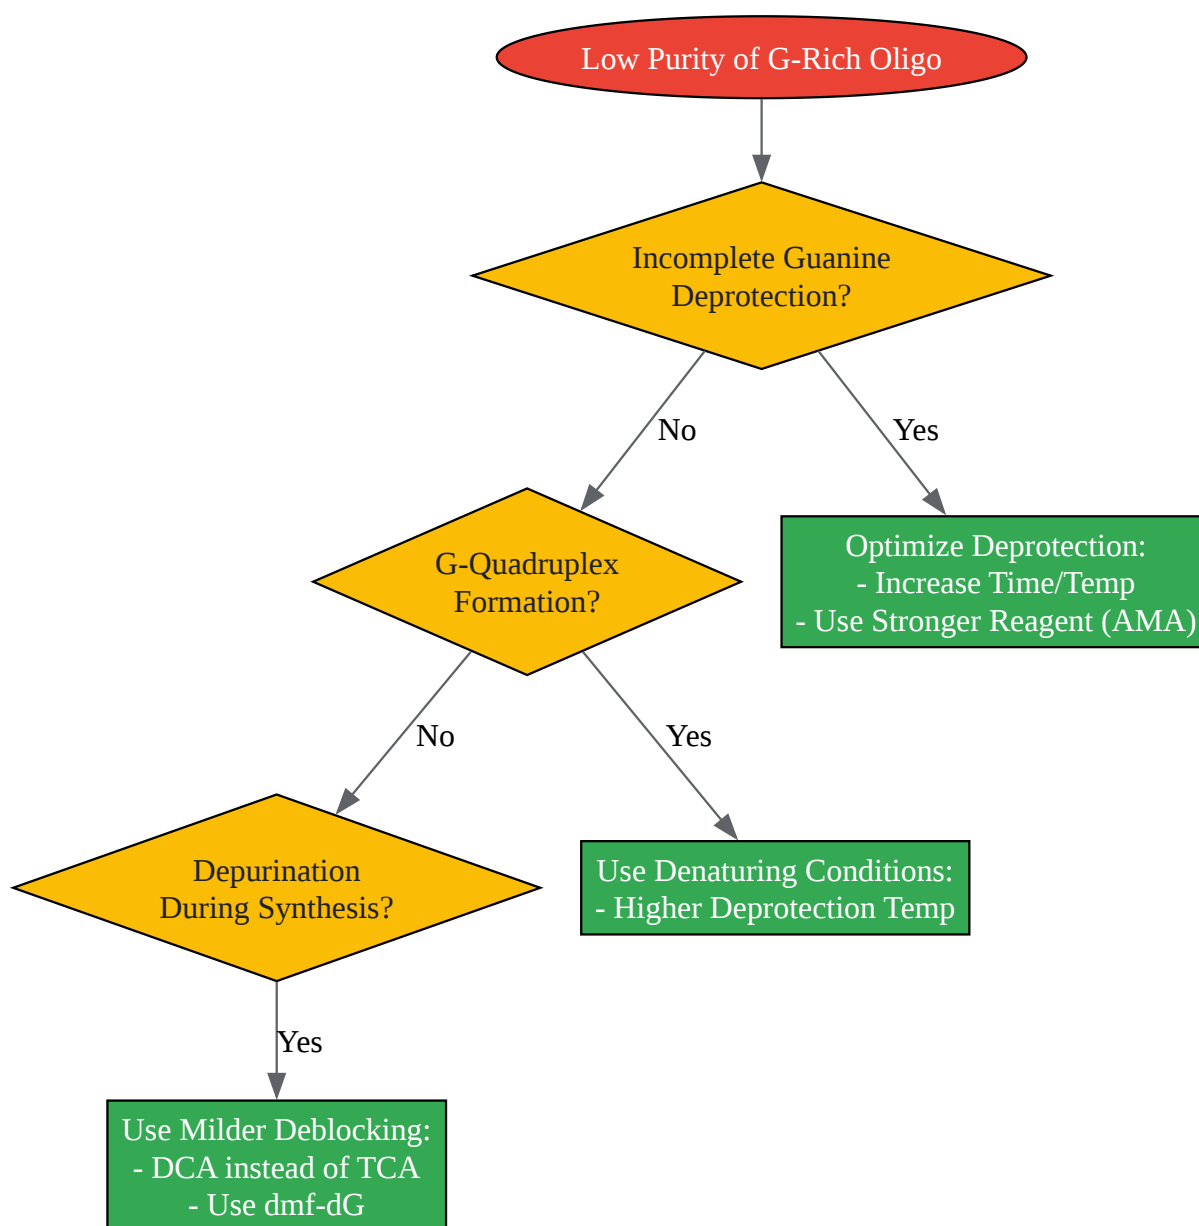 Low Purity of G-Rich Oligo
Incomplete Guanine
Deprotection?
No
Yes
G-Quadruplex
Formation?
Optimize Deprotection:
- Increase Time/Temp
- Use Stronger Reagent (AMA)
No
Yes
Depurination
During Synthesis?
Use Denaturing Conditions:
- Higher Deprotection Temp
Yes
Use Milder Deblocking:
- DCA instead of TCA
- Use dmf-dG